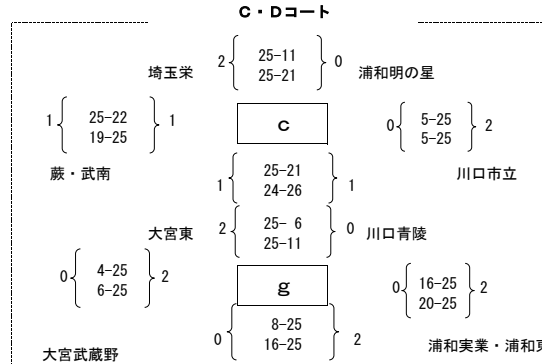 C・Dコート
2 25-11 0
埼玉栄 25-21 浦和明の星
1 25-22 1
19-25
C
0 5-25 2
5-25
蕨・武南
川口市立
1 25-21 1
24-26
大宮東 2 25- 6 0 川口青陵
25-11
0 4-25 2
6-25
g
0 16-25 2
20-25
0 8-25 2
16-25
大宮武蔵野
浦和実業・浦和東